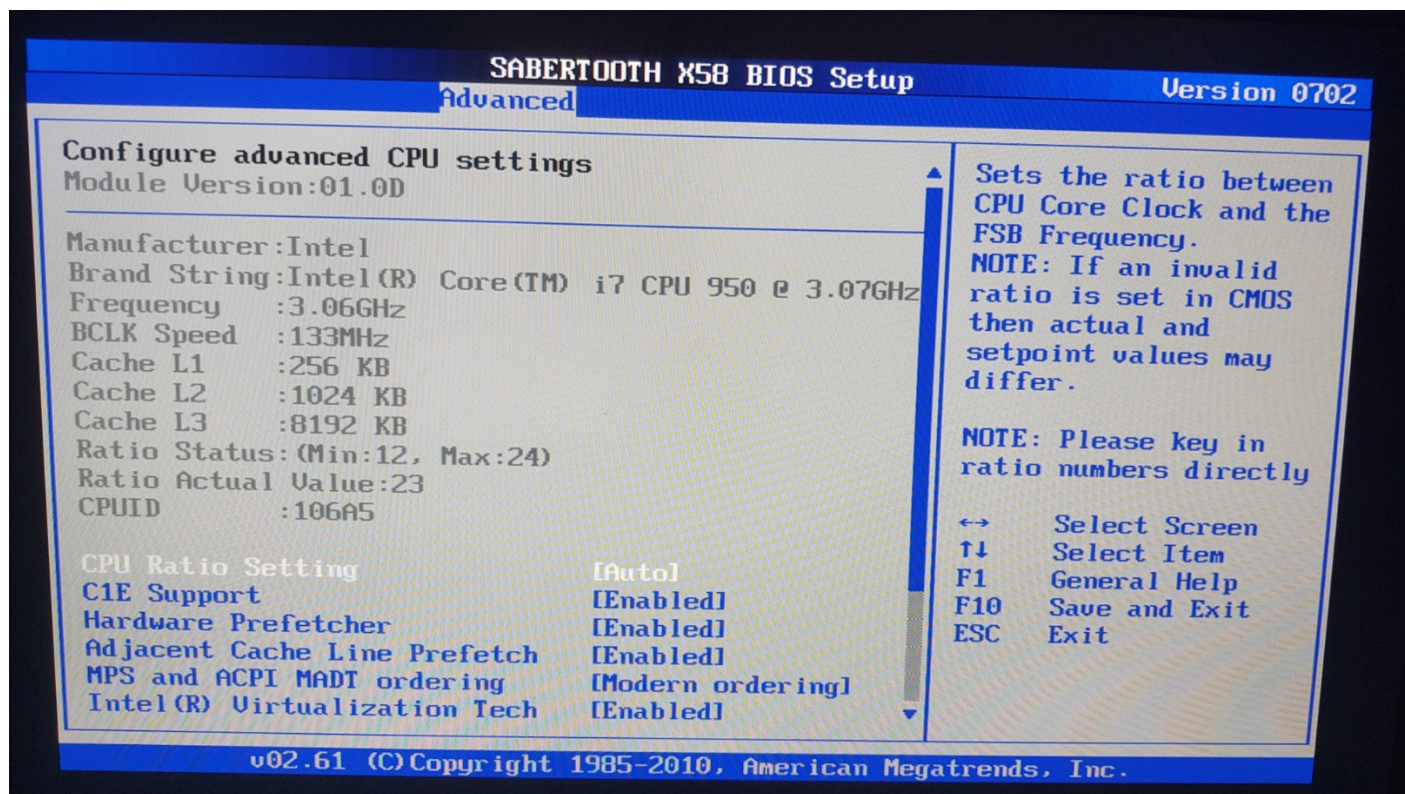 SABERTOOTH X58 BIOS Setup
Version 0702
Advanced
Configure advanced CPU settings
Module Version:01.0D
Manufacturer:Intel
Brand String:Intel(R) Core(TM) i7 CPU 950 @ 3.07GHz
Frequency :3.06GHz
BCLK Speed :133MHz
Cache L1 :256 KB
Cache L2 :1024 KB
Cache L3 :8192 KB
Ratio Status:(Min:12, Max:24)
Ratio Actual Value:23
CPUID :106A5
CPU Ratio Setting [Auto]
C1E Support [Enabled]
Hardware Prefetcher [Enabled]
Adjacent Cache Line Prefetch [Enabled]
MPS and ACPI MADT ordering [Modern ordering]
Intel(R) Virtualization Tech [Enabled]
Sets the ratio between
CPU Core Clock and the
FSB Frequency.
NOTE: If an invalid
ratio is set in CMOS
then actual and
setpoint values may
differ.
NOTE: Please key in
ratio numbers directly
↔ Select Screen
↑↓ Select Item
F1 General Help
F10 Save and Exit
ESC Exit
v02.61 (C)Copyright 1985-2010, American Megatrends, Inc.